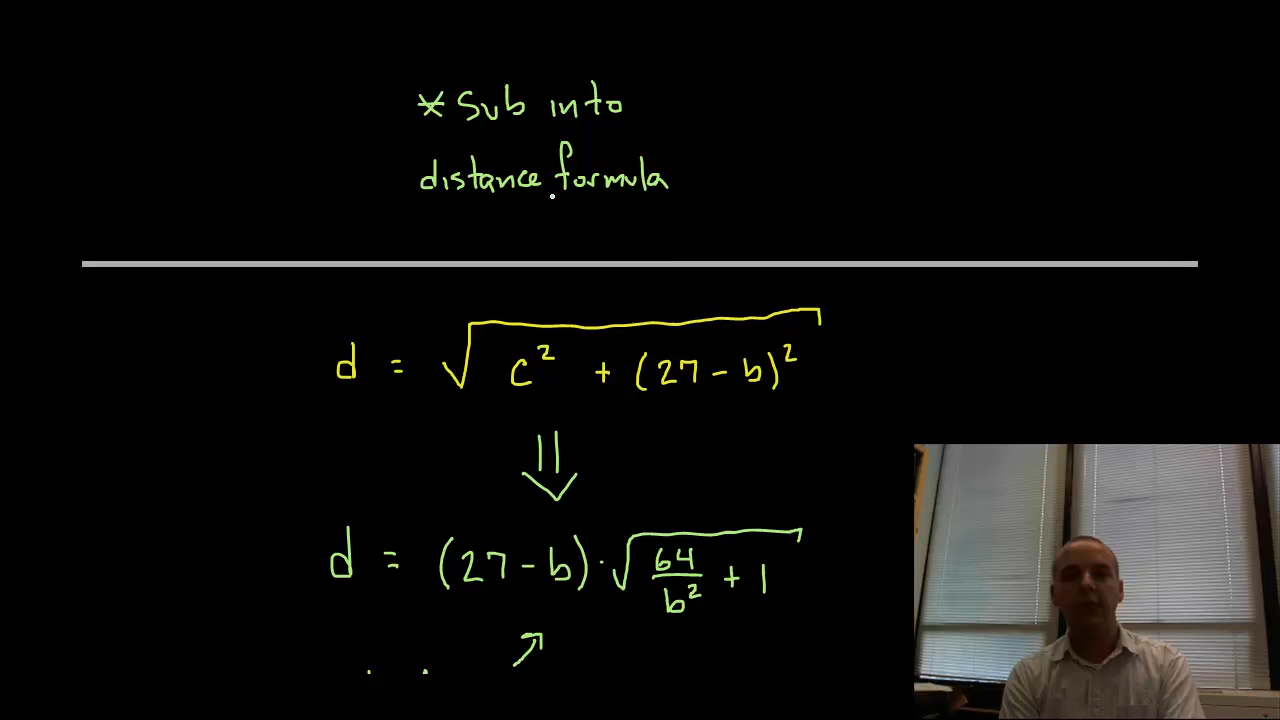 * Sub into
distance formula
d = √(c² + (27 - b)²)
⇓
d = (27 - b) · √(64/b² + 1)
↗